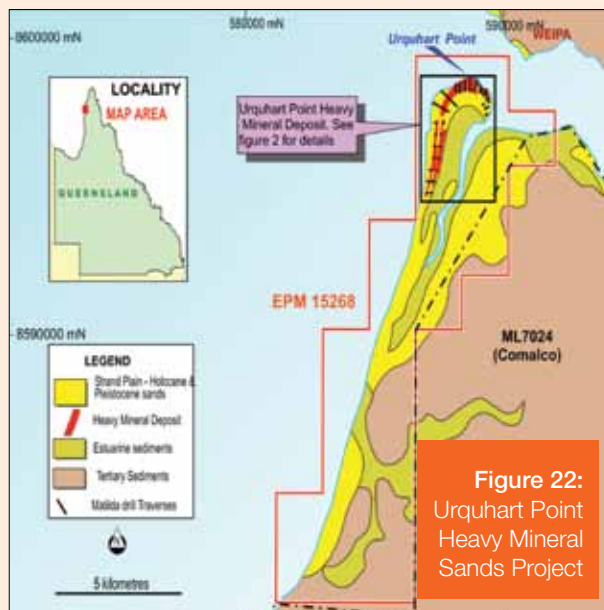 580000 mN
590000 mN
8600000 mN
WEIPA
Urquhart Point
LOCALITY
MAP AREA
QUEENSLAND
Urquhart Point Heavy
Mineral Deposit. See
figure 2 for details
EPM 15268
8590000 mN
ML7024
(Comalco)
LEGEND
Strand Plain - Holocene &
Pleistocene sands
Heavy Mineral Deposit
Estuarine sediments
Tertiary Sediments
Matilda drill Traverses
N
5 kilometres
Figure 22:
Urquhart Point
Heavy Mineral
Sands Project